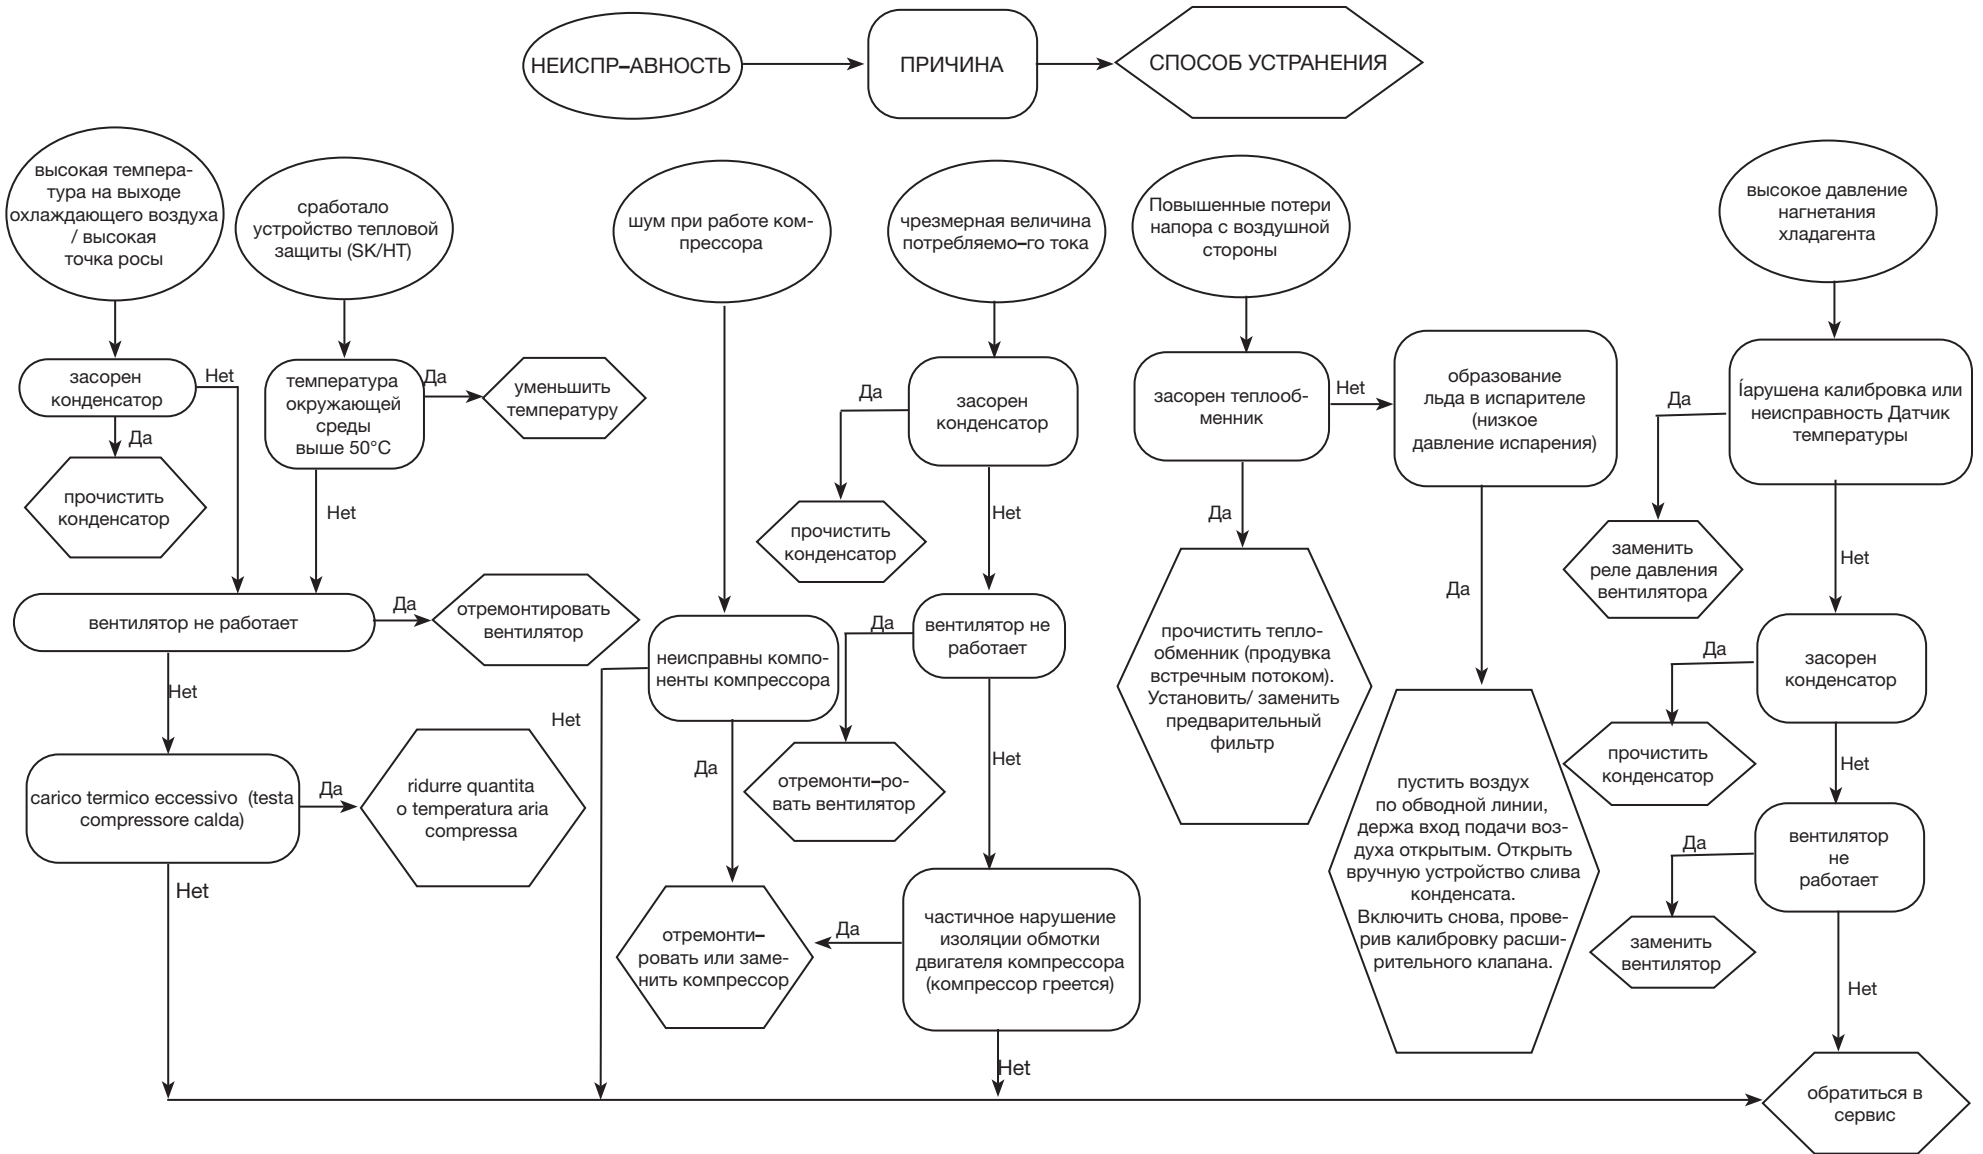 НЕИСПР–АВНОСТЬ
ПРИЧИНА
СПОСОБ УСТРАНЕНИЯ
высокая темпера-
тура на выходе
охлаждающего воздуха
/ высокая
точка росы
сработало
устройство тепловой
защиты (SK/HT)
шум при работе ком-
прессора
чрезмерная величина
потребляемо–го тока
Повышенные потери
напора с воздушной
стороны
высокое давление
нагнетания
хладагента
засорен
конденсатор
Нет
Да
прочистить
конденсатор
температура
окружающей
среды
выше 50°C
Да
уменьшить
температуру
Нет
вентилятор не работает
Да
отремонтировать
вентилятор
Нет
carico termico eccessivo (testa
compressore calda)
Да
ridurre quantita
o temperatura aria
compressa
Нет
неисправны компо-
ненты компрессора
Нет
Да
отремонти–
ровать или заме-
нить компрессор
засорен
конденсатор
Да
прочистить
конденсатор
Нет
вентилятор не
работает
Да
отремонти–ро-
вать вентилятор
Нет
частичное нарушение
изоляции обмотки
двигателя компрессора
(компрессор греется)
Да
Нет
засорен теплооб-
менник
Нет
Да
прочистить тепло-
обменник (продувка
встречным потоком).
Установить/ заменить
предварительный
фильтр
образование
льда в испарителе
(низкое
давление испарения)
Да
пустить воздух
по обводной линии,
держа вход подачи воз-
духа открытым. Открыть
вручную устройство слива
конденсата.
Включить снова, прове-
рив калибровку расши-
рительного клапана.
Íарушена калибровка или
неисправность Датчик
температуры
Да
заменить
реле давления
вентилятора
Нет
засорен
конденсатор
Да
прочистить
конденсатор
Нет
вентилятор
не
работает
Да
заменить
вентилятор
Нет
обратиться в
сервис